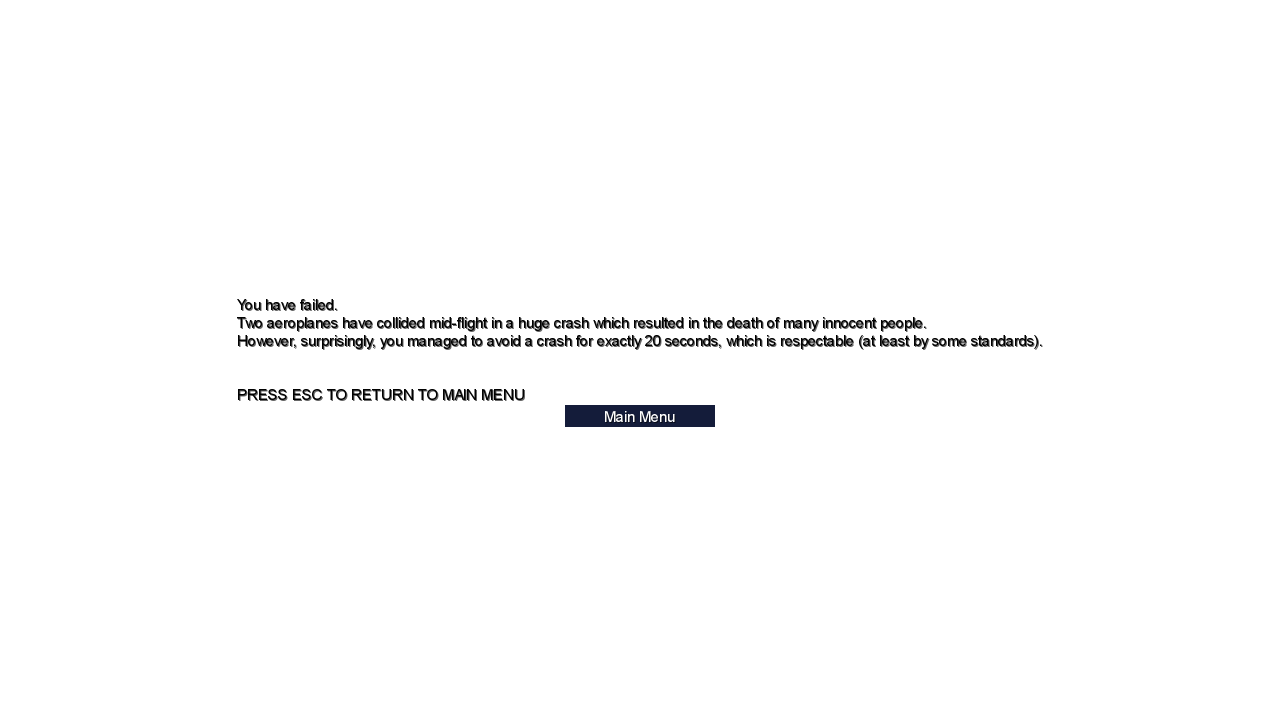 You have failed.
Two aeroplanes have collided mid-flight in a huge crash which resulted in the death of many innocent people.
However, surprisingly, you managed to avoid a crash for exactly 20 seconds, which is respectable (at least by some standards).
PRESS ESC TO RETURN TO MAIN MENU
Main Menu